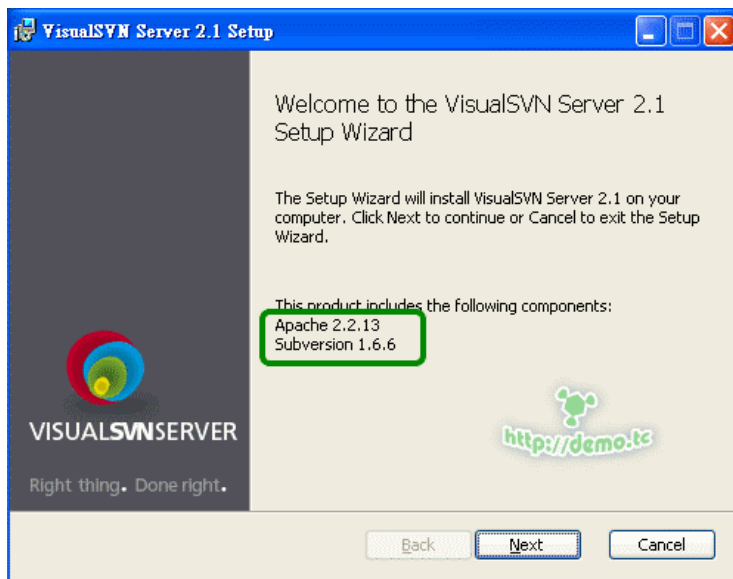 VisualSVN Server 2.1 Setup
Welcome to the VisualSVN Server 2.1
Setup Wizard
The Setup Wizard will install VisualSVN Server 2.1 on your
computer. Click Next to continue or Cancel to exit the Setup
Wizard.
This product includes the following components:
Apache 2.2.13
Subversion 1.6.6
VISUALSVNSERVER
Right thing. Done right.
http://demo.tc
Back
Next
Cancel